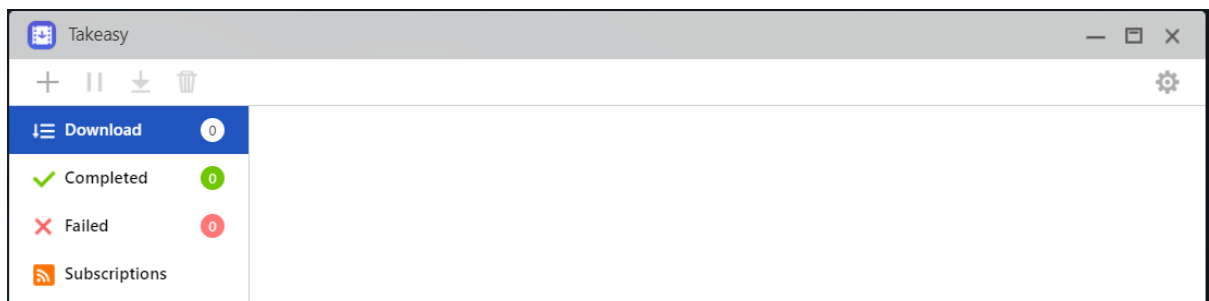 Takeasy
Download 0
Completed 0
Failed 0
Subscriptions